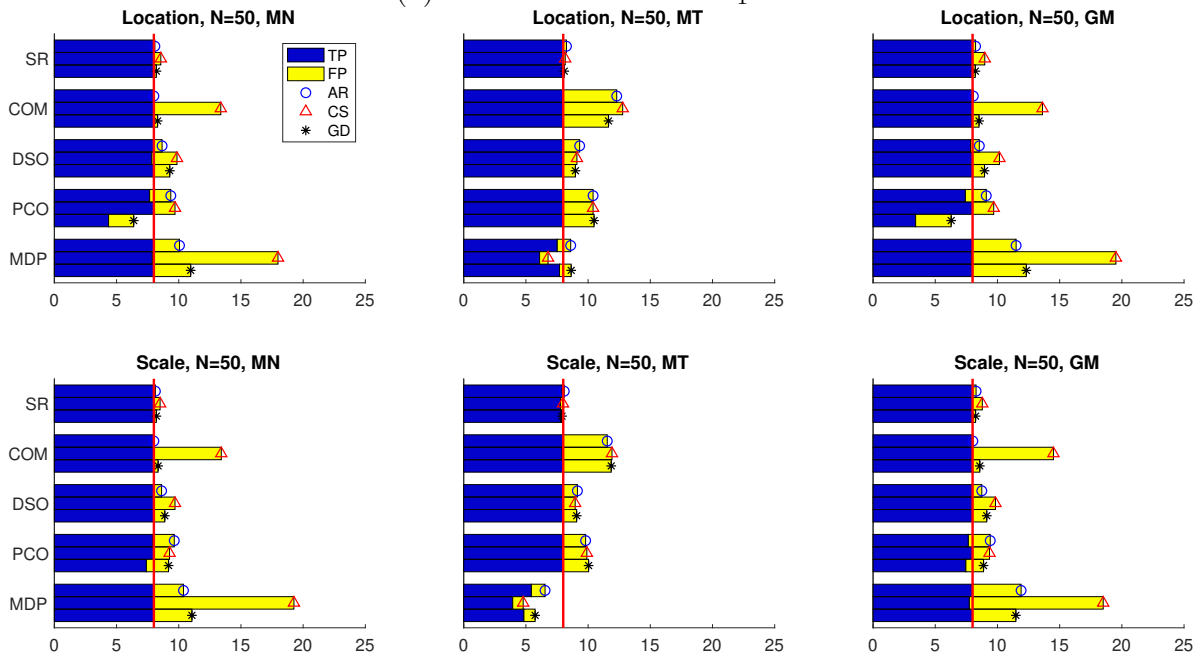 Location, N=50, MN
Location, N=50, MT
Location, N=50, GM
SR
COM
DSO
PCO
MDP
TP
FP
AR
CS
GD
0 5 10 15 20 25
0 5 10 15 20 25
0 5 10 15 20 25
Scale, N=50, MN
Scale, N=50, MT
Scale, N=50, GM
SR
COM
DSO
PCO
MDP
0 5 10 15 20 25
0 5 10 15 20 25
0 5 10 15 20 25